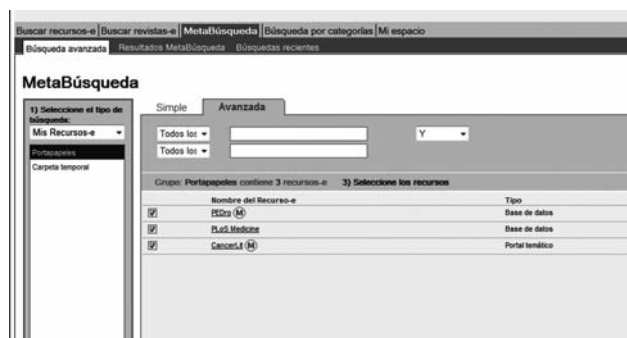 Buscar recursos-e Buscar revistas-e MetaBúsqueda Búsqueda por categorías Mi espacio
Búsqueda avanzada Resultados MetaBúsqueda Búsquedas recientes
MetaBúsqueda
1) Seleccione el tipo de
búsqueda:
Mis Recursos-e
Portapapeles
Carpeta temporal
Simple Avanzada
Todos los Y
Todos los
Grupo: Portapapeles contiene 3 recursos-e 3) Seleccione los recursos
Nombre del Recurso-e Tipo
PEDro M Base de datos
PLoS Medicine Base de datos
CancerLit M Portal temático